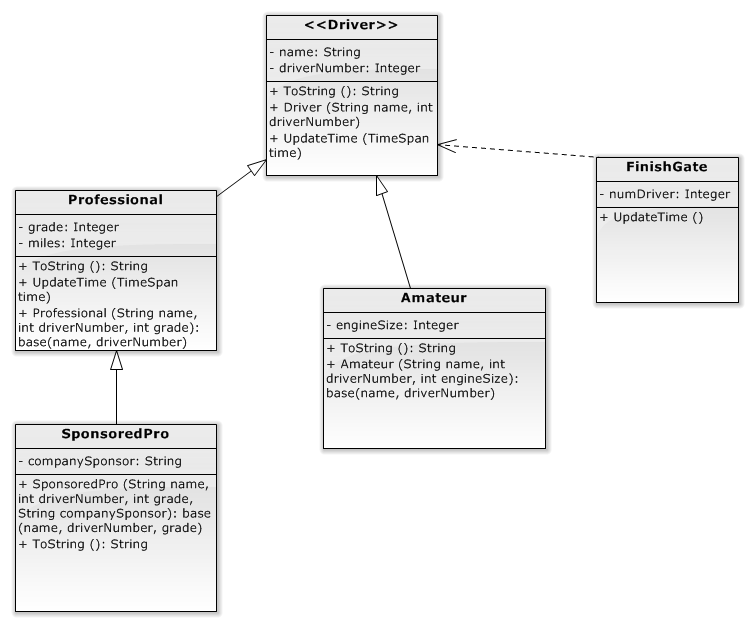 <<Driver>>
- name: String
- driverNumber: Integer
+ ToString (): String
+ Driver (String name, int
driverNumber)
+ UpdateTime (TimeSpan
time)
FinishGate
- numDriver: Integer
+ UpdateTime ()
Professional
- grade: Integer
- miles: Integer
+ ToString (): String
+ UpdateTime (TimeSpan
time)
+ Professional (String name,
int driverNumber, int grade):
base(name, driverNumber)
Amateur
- engineSize: Integer
+ ToString (): String
+ Amateur (String name, int
driverNumber, int engineSize):
base(name, driverNumber)
SponsoredPro
- companySponsor: String
+ SponsoredPro (String name,
int driverNumber, int grade,
String companySponsor): base
(name, driverNumber, grade)
+ ToString (): String